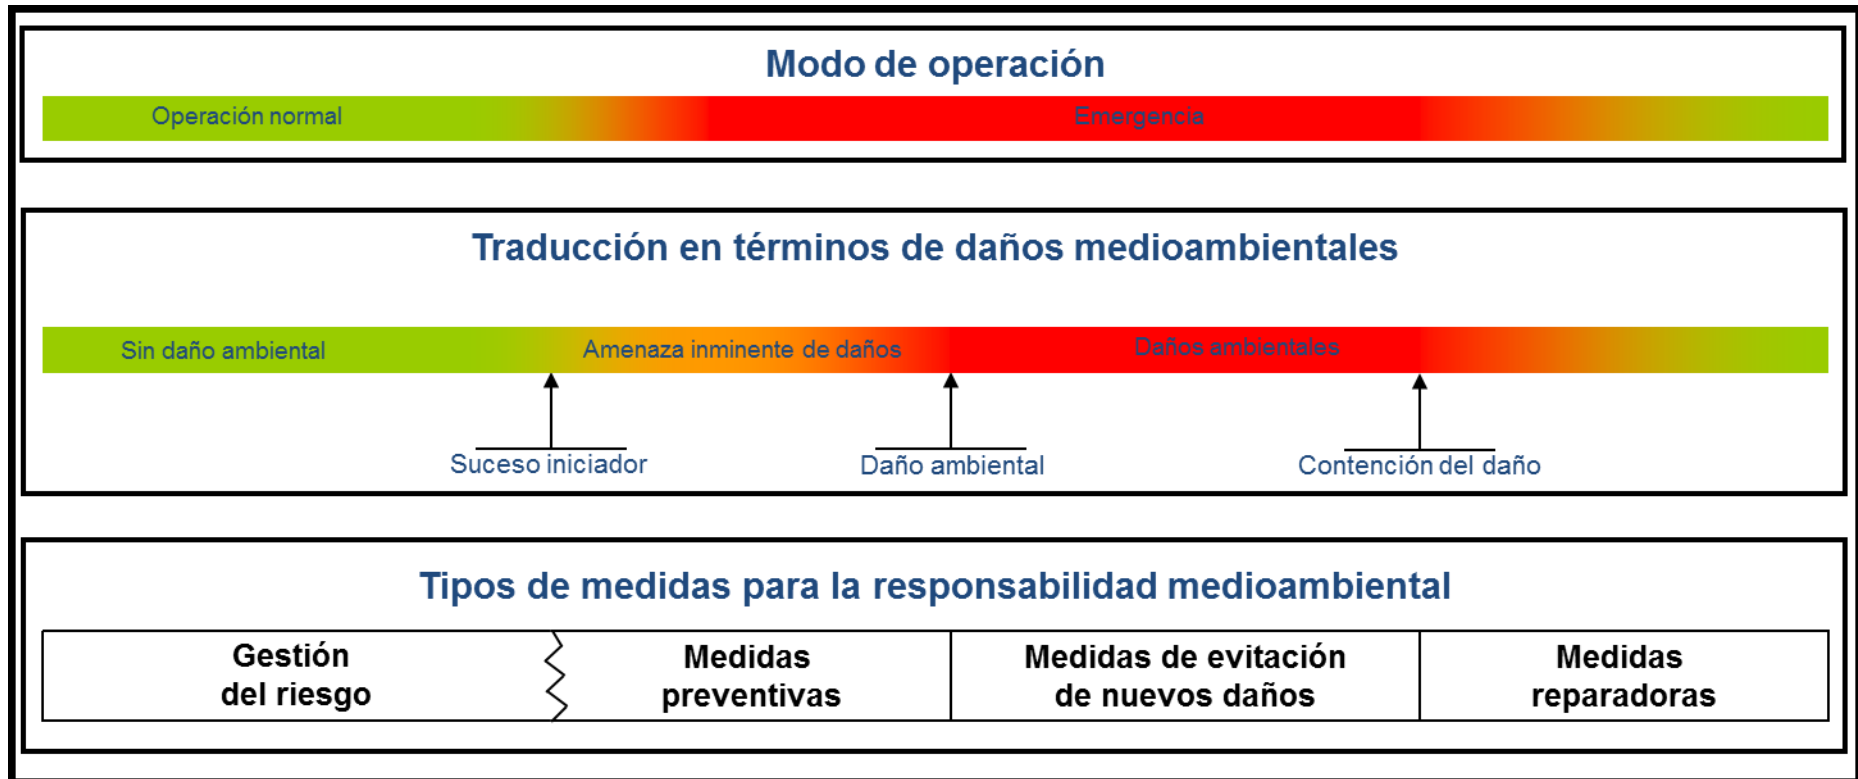 Modo de operación
Operación normal
Emergencia
Traducción en términos de daños medioambientales
Sin daño ambiental
Amenaza inminente de daños
Daños ambientales
Suceso iniciador
Daño ambiental
Contención del daño
Tipos de medidas para la responsabilidad medioambiental
Gestión
del riesgo
Medidas
preventivas
Medidas de evitación
de nuevos daños
Medidas
reparadoras